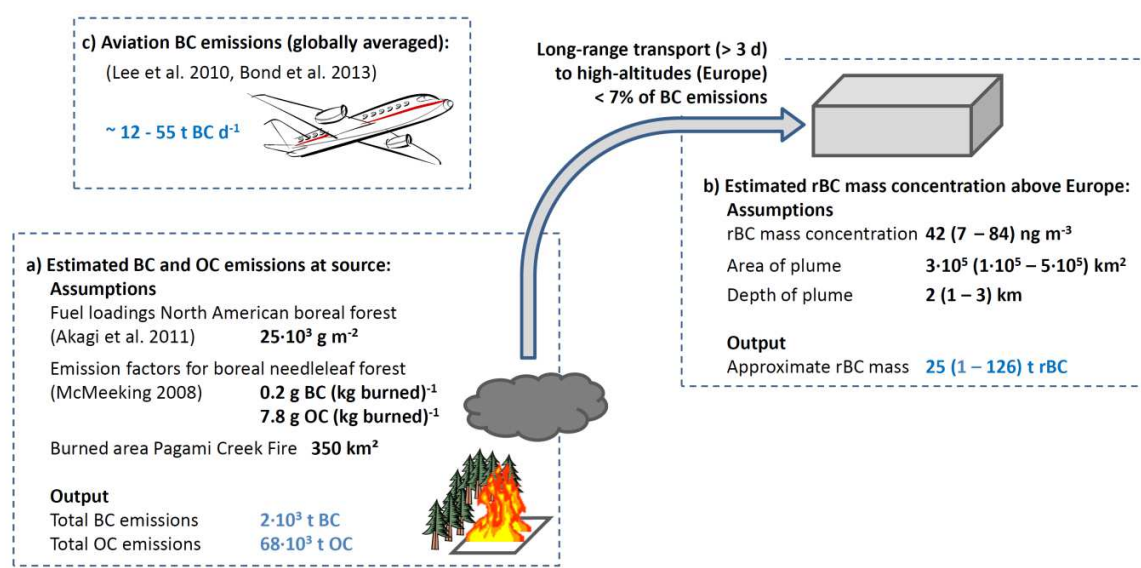 c) Aviation BC emissions (globally averaged):
(Lee et al. 2010, Bond et al. 2013)
~ 12 - 55 t BC d⁻¹
Long-range transport (> 3 d)
to high-altitudes (Europe)
< 7% of BC emissions
b) Estimated rBC mass concentration above Europe:
Assumptions
rBC mass concentration 42 (7 – 84) ng m⁻³
Area of plume 3·10⁵ (1·10⁵ – 5·10⁵) km²
Depth of plume 2 (1 – 3) km
Output
Approximate rBC mass 25 (1 – 126) t rBC
a) Estimated BC and OC emissions at source:
Assumptions
Fuel loadings North American boreal forest
(Akagi et al. 2011) 25·10³ g m⁻²
Emission factors for boreal needleleaf forest
(McMeeking 2008) 0.2 g BC (kg burned)⁻¹
7.8 g OC (kg burned)⁻¹
Burned area Pagami Creek Fire 350 km²
Output
Total BC emissions 2·10³ t BC
Total OC emissions 68·10³ t OC